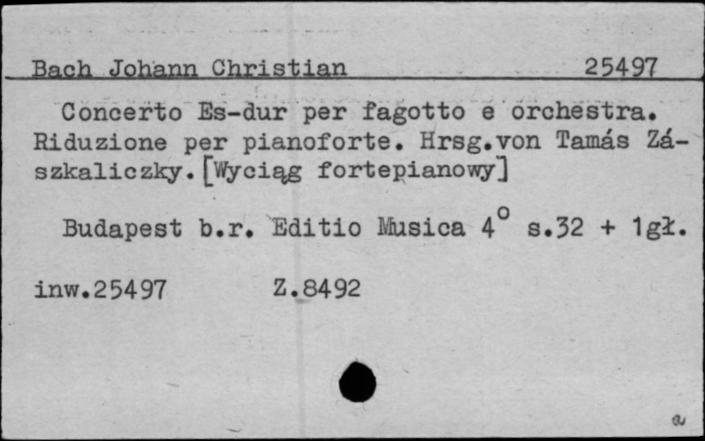 Bach Johann Christian 25497
Concerto Es-dur per fagotto e orchestra.
Riduzione per pianoforte. Hrsg.von Tamás Zá-
szkaliczky.[Wyciąg fortepianowy]
Budapest b.r. Editio Musica 4° s.32 + 1gł.
inw.25497 Z.8492
a